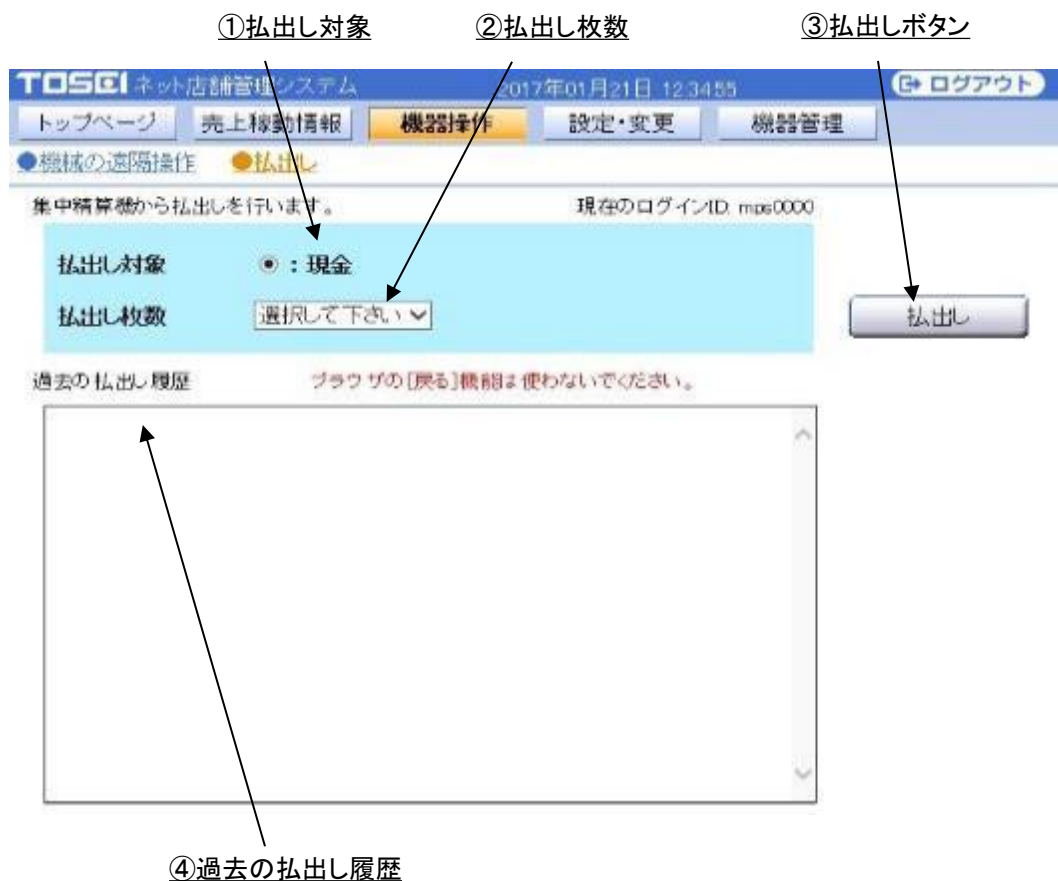 ①払出し対象 ②払出し枚数 ③払出しボタン
TOSEI ネット店舗管理システム 2017年01月21日 12:34:55 ログアウト
トップページ 売上稼動情報 機器操作 設定・変更 機器管理
●機械の遠隔操作 ●払出し
集中精算機から払出しを行います。 現在のログインID: mps0000
払出し対象 ◉：現金
払出し枚数 選択して下さい
払出し
過去の払出し履歴 ブラウザの[戻る]機能は使わないでください。
④過去の払出し履歴